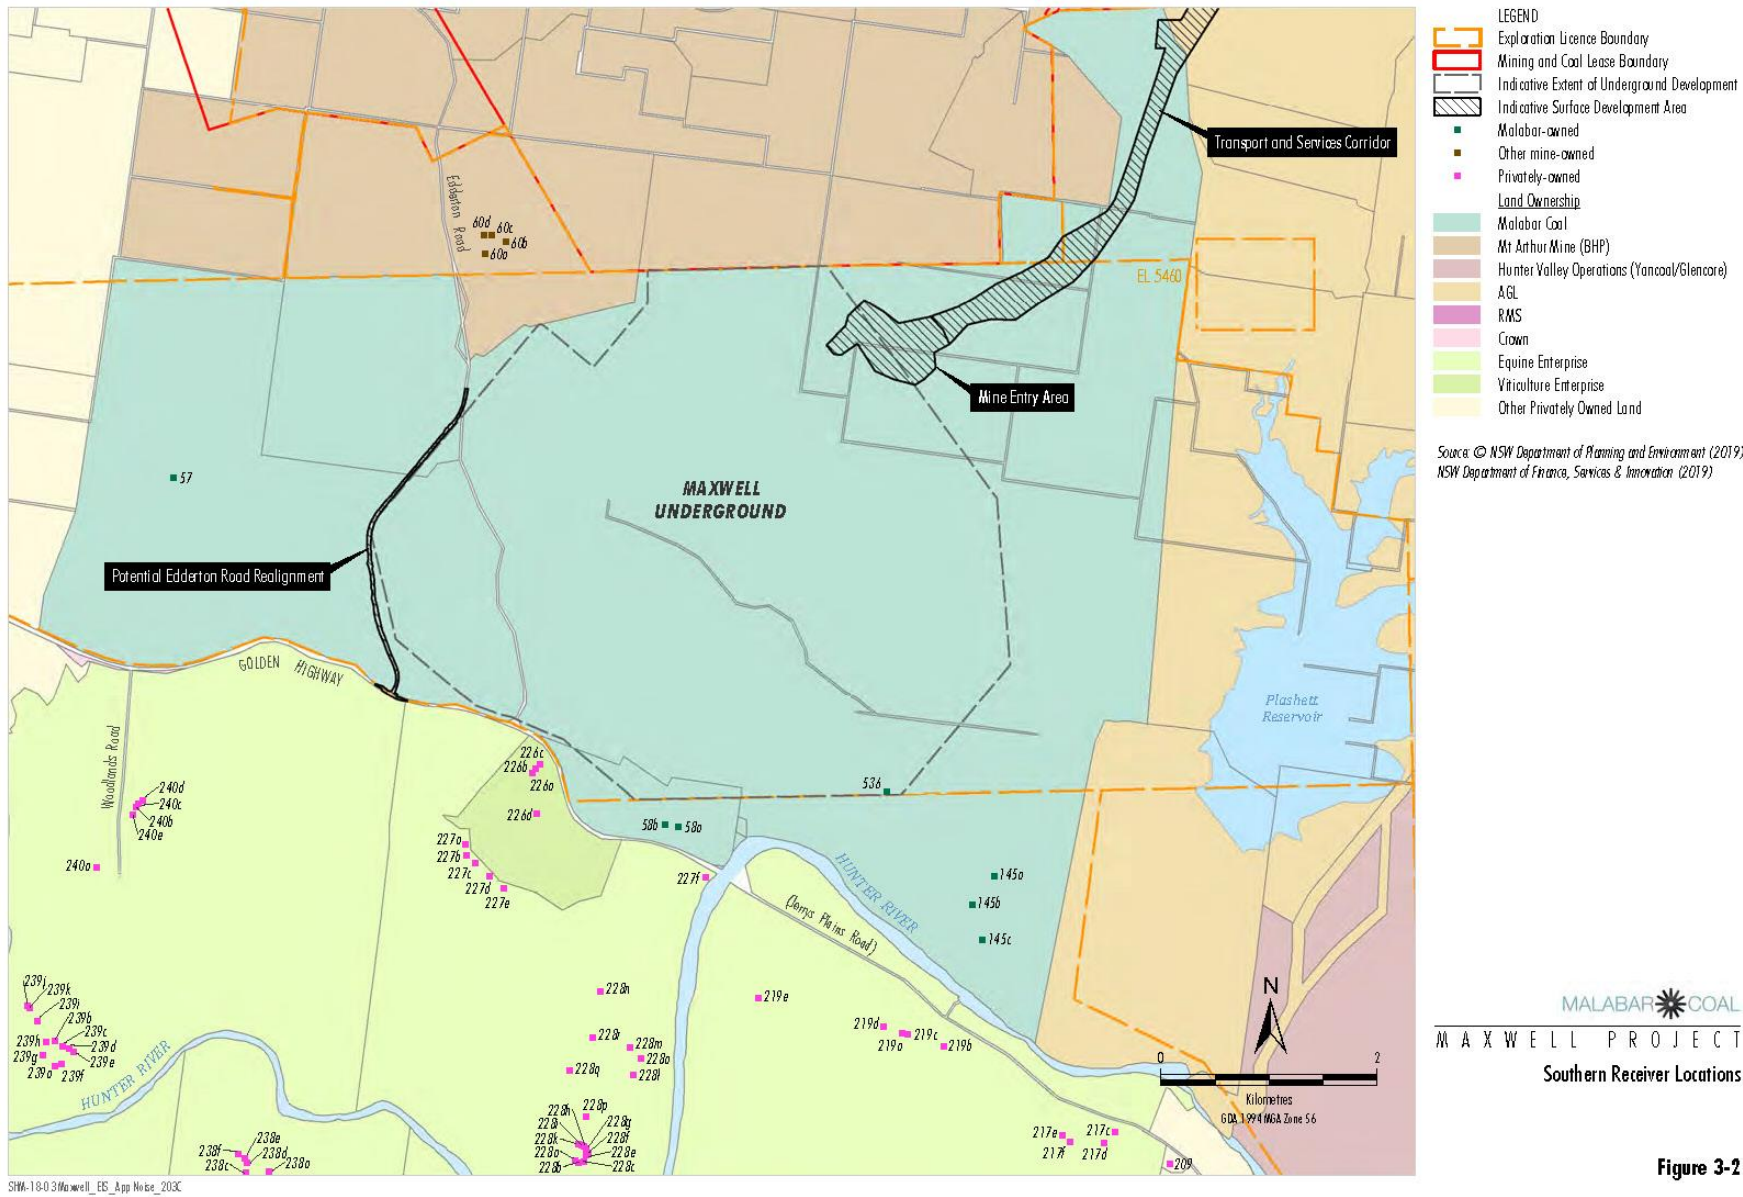 LEGEND
Exploration Licence Boundary
Mining and Coal Lease Boundary
Indicative Extent of Underground Development
Indicative Surface Development Area
Malabar-owned
Other mine-owned
Privately-owned
Land Ownership
Malabar Coal
Mt Arthur Mine (BHP)
Hunter Valley Operations (Yancoal/Glencore)
AGL
RMS
Crown
Equine Enterprise
Viticulture Enterprise
Other Privately Owned Land
Source: © NSW Department of Planning and Environment (2019)
NSW Department of Finance, Services & Innovation (2019)
Transport and Services Corridor
Edderton Road
60d
60c
60b
60a
EL 5460
Mine Entry Area
57
MAXWELL
UNDERGROUND
Potential Edderton Road Realignment
GOLDEN HIGHWAY
Plashett
Reservoir
Woodlands Road
226c
226b
226a
226d
536
240d
240c
240b
240e
240a
58b
58a
227a
227b
227c
227d
227e
227f
HUNTER RIVER
(Jerrys Plains Road)
145a
145b
145c
239j
239k
239i
239b
239c
239h
239d
239g
239e
239a
239f
HUNTER RIVER
228n
219e
228r
228m
228o
228q
228l
219d
219c
219a
219b
N
0
2
Kilometres
GDA 1994 MGA Zone 56
228p
228h
228g
228i
228f
228k
228e
228a
228c
228b
238e
238f
238d
238c
238a
217e
217c
217f
217d
209
MALABAR COAL
MAXWELL PROJECT
Southern Receiver Locations
Figure 3-2
SHM-18-03 Maxwell_EIS_App Noise_203C